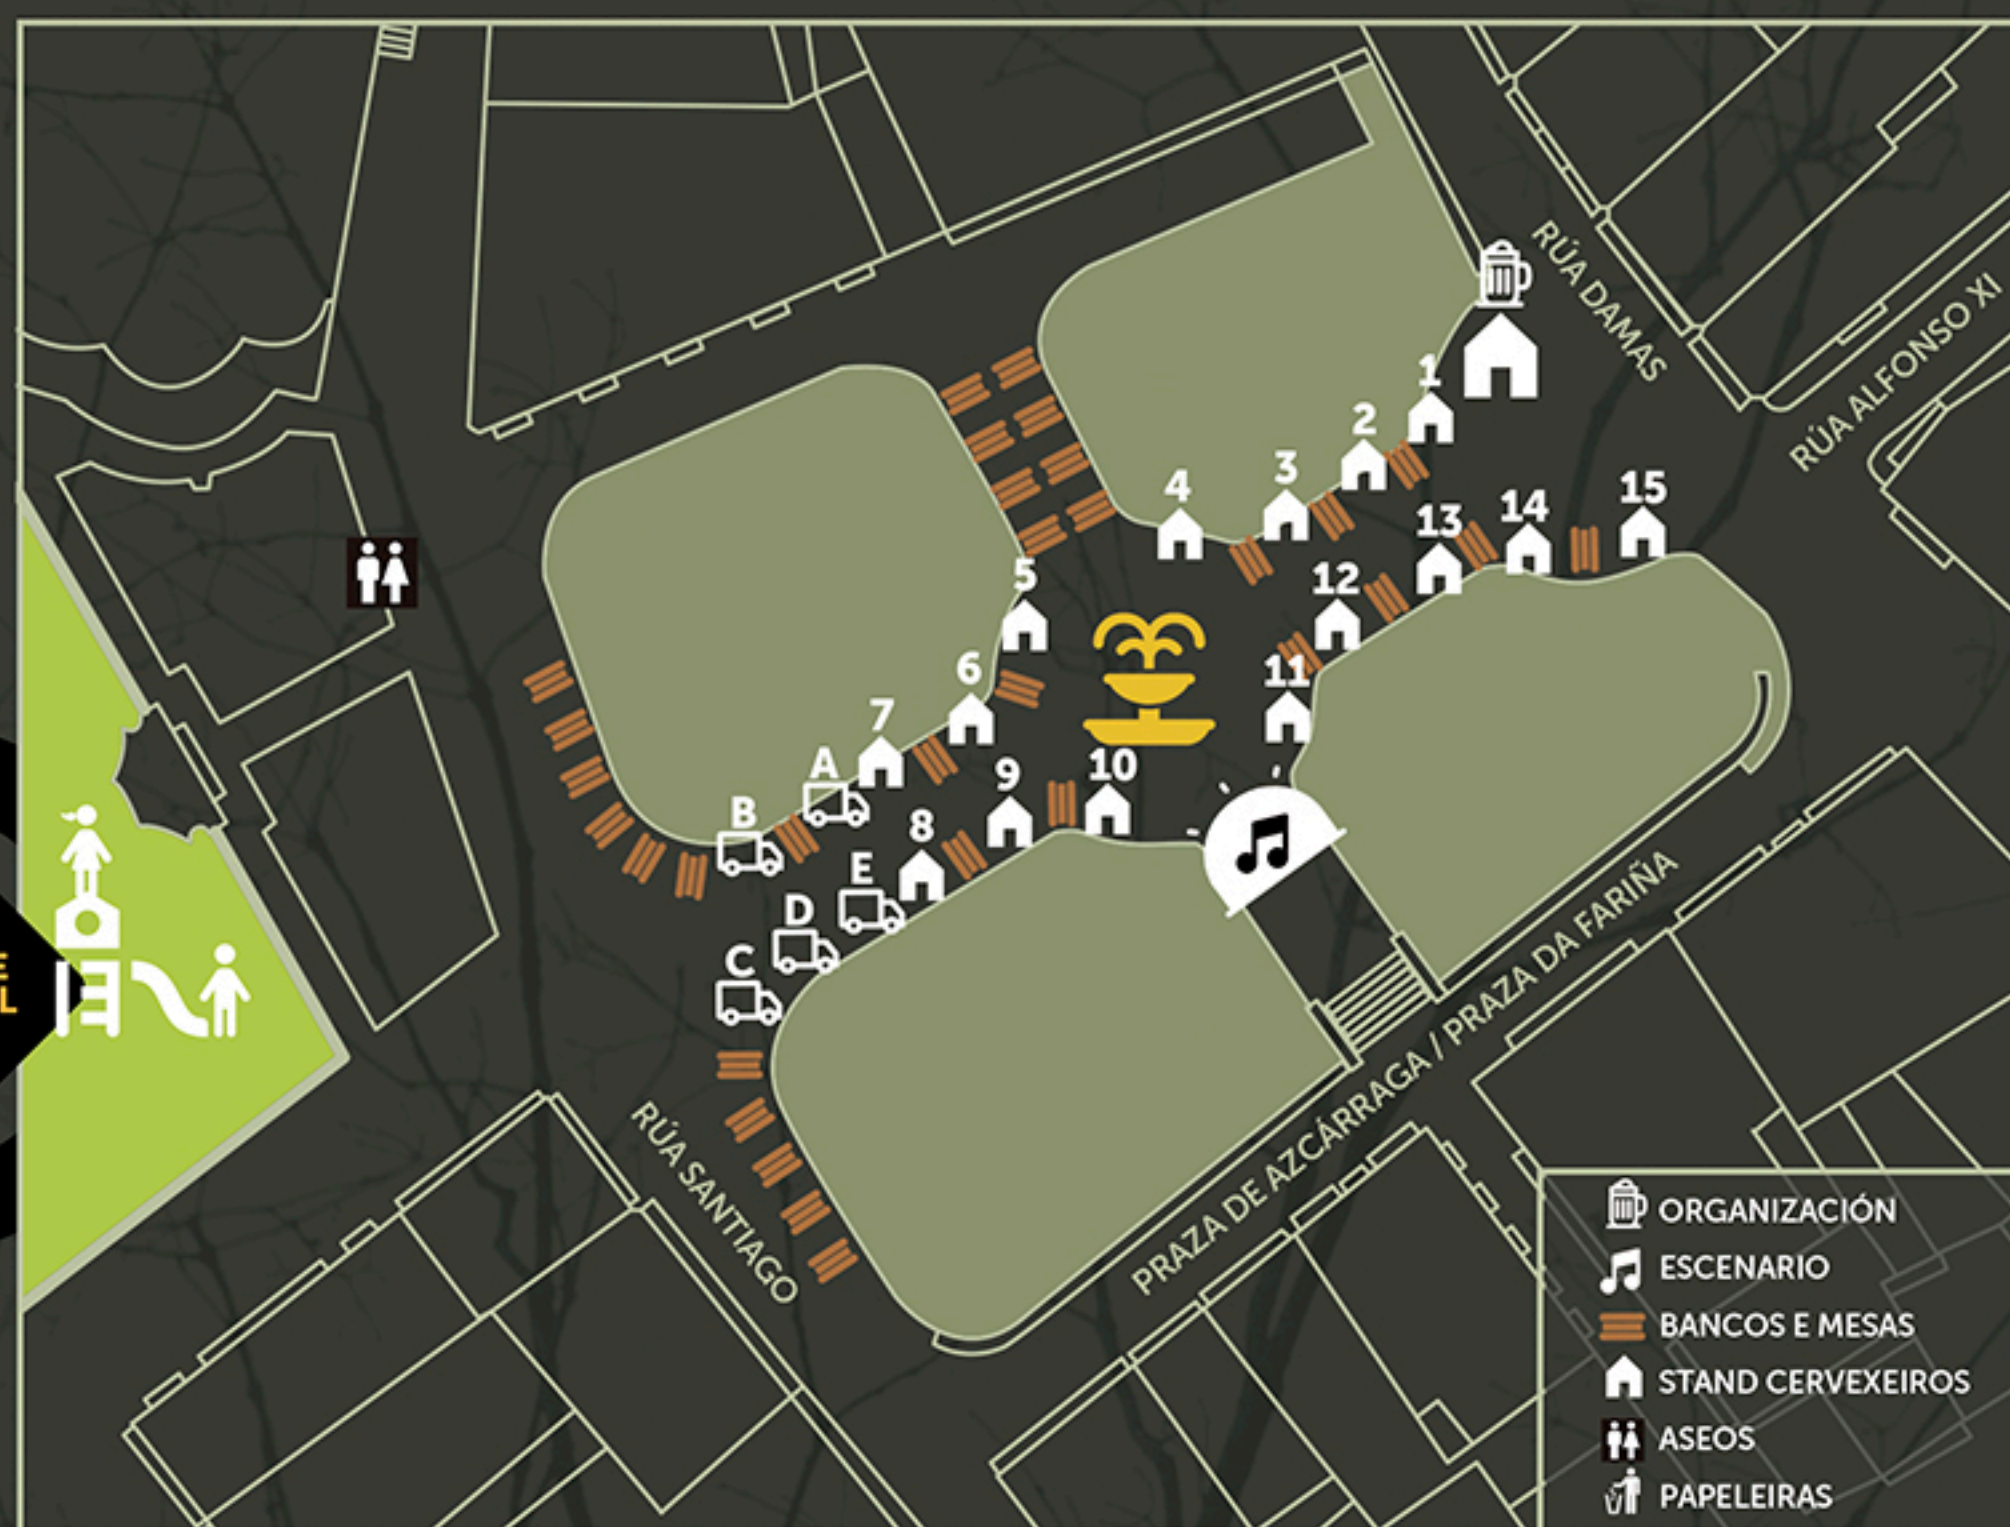 RÚA DAMAS
RÚA ALFONSO XI
1
2
3
4
15
14
13
5
12
6
11
7
A
9
10
B
8
E
D
C
E
L
RÚA SANTIAGO
PRAZA DE AZCÁRRAGA / PRAZA DA FARIÑA
ORGANIZACIÓN
ESCENARIO
BANCOS E MESAS
STAND CERVEXEIROS
ASEOS
PAPELEIRAS